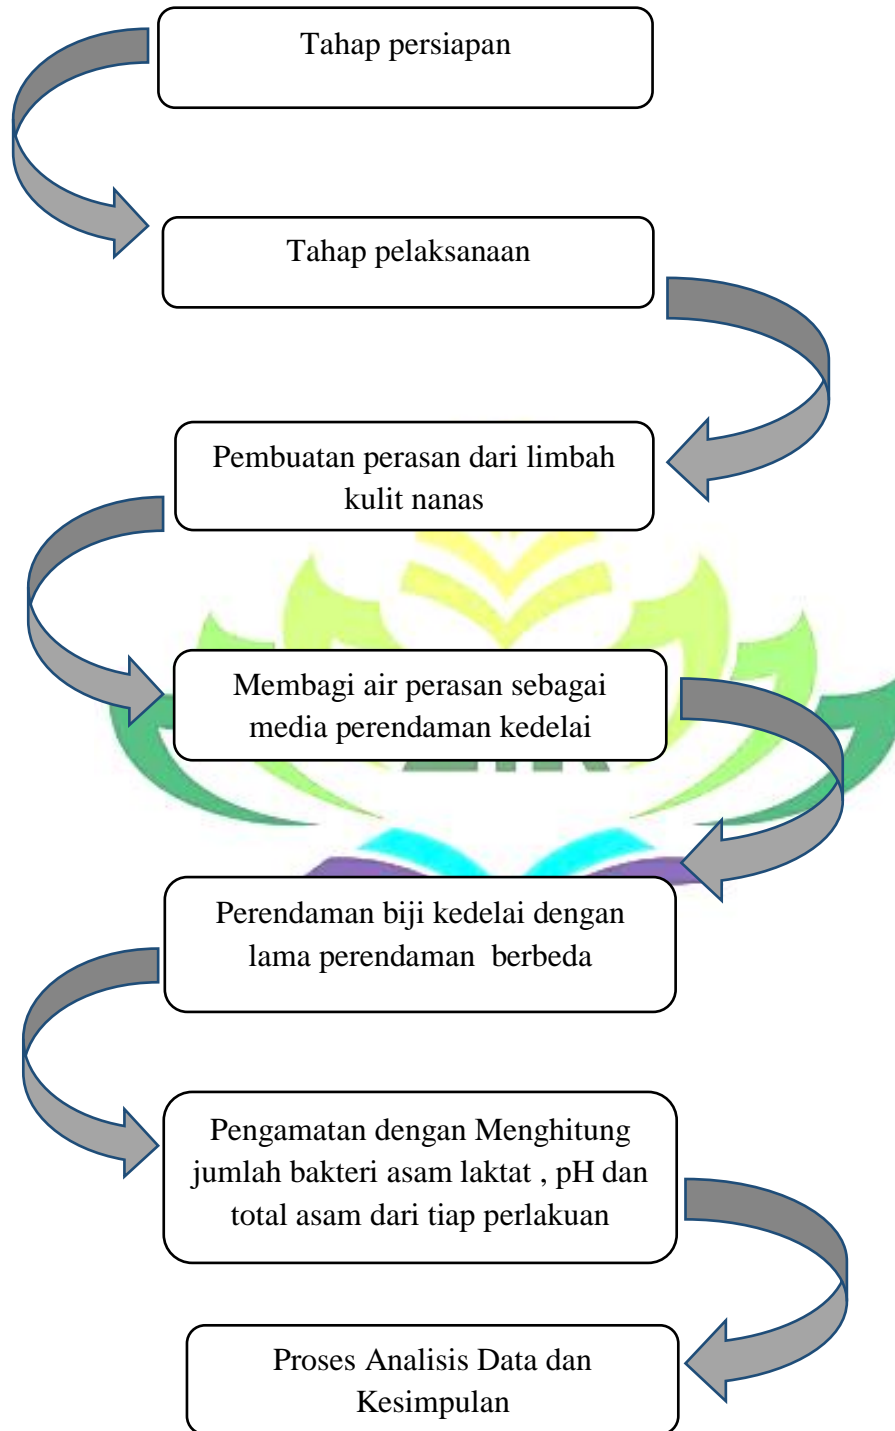 Tahap persiapan
Tahap pelaksanaan
Pembuatan perasan dari limbah
kulit nanas
Membagi air perasan sebagai
media perendaman kedelai
Perendaman biji kedelai dengan
lama perendaman berbeda
Pengamatan dengan Menghitung
jumlah bakteri asam laktat , pH dan
total asam dari tiap perlakuan
Proses Analisis Data dan
Kesimpulan